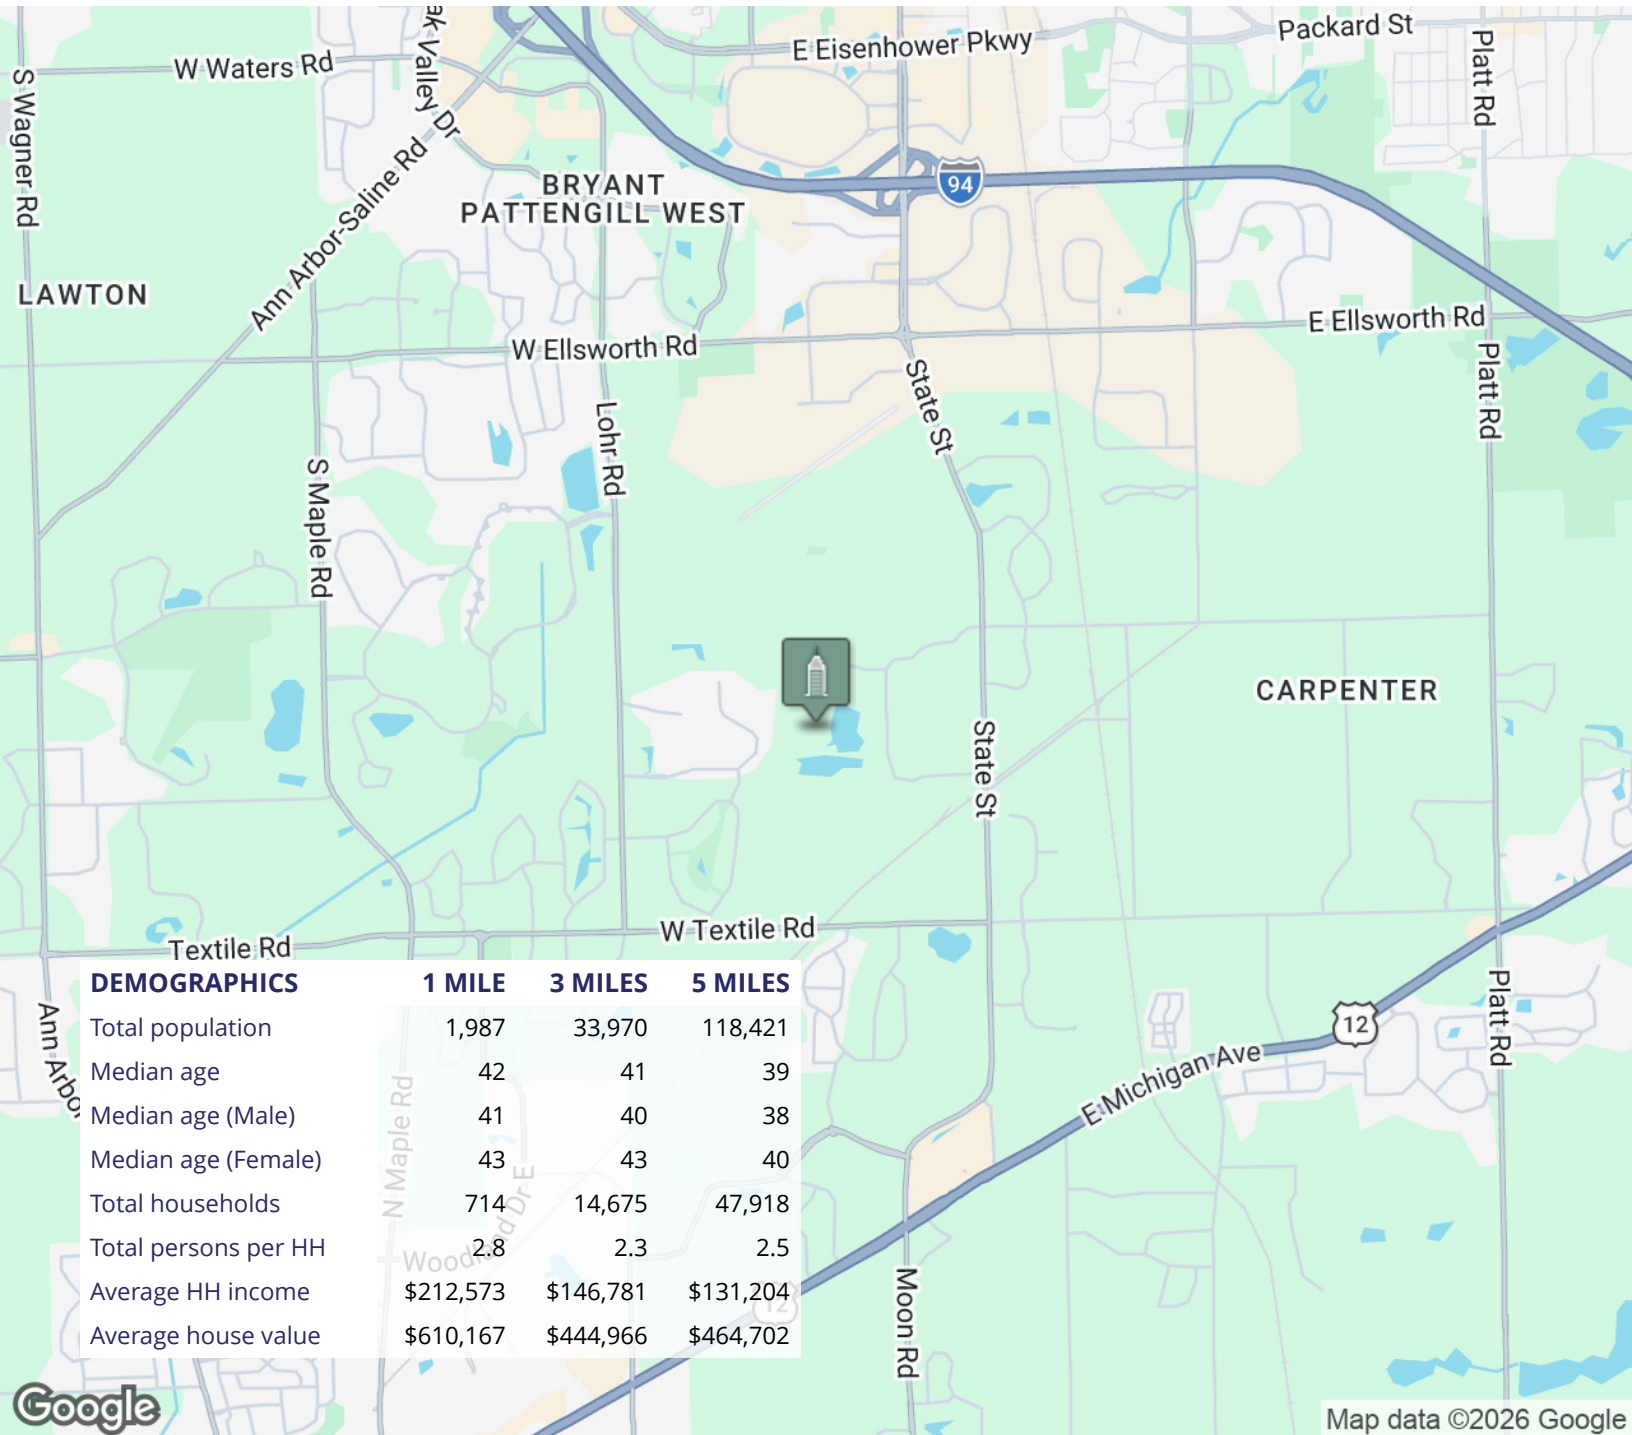 E Eisenhower Pkwy
Packard St
W Waters Rd
Platt Rd
S Wagner Rd
Valley Dr
Ann Arbor-Saline Rd
BRYANT
PATTENGILL WEST
94
LAWTON
E Ellsworth Rd
W Ellsworth Rd
State St
Platt Rd
Lohr Rd
S Maple Rd
CARPENTER
State St
W Textile Rd
Textile Rd
Ann Arbor
Platt Rd
12
E Michigan Ave
N Maple Rd
Woodland Dr E
12
Moon Rd
DEMOGRAPHICS 1 MILE 3 MILES 5 MILES
Total population 1,987 33,970 118,421
Median age 42 41 39
Median age (Male) 41 40 38
Median age (Female) 43 43 40
Total households 714 14,675 47,918
Total persons per HH 2.8 2.3 2.5
Average HH income $212,573 $146,781 $131,204
Average house value $610,167 $444,966 $464,702
Google
Map data ©2026 Google